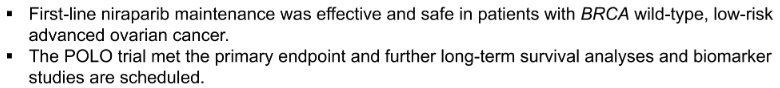 ▪ First-line niraparib maintenance was effective and safe in patients with BRCA wild-type, low-risk
advanced ovarian cancer.
▪ The POLO trial met the primary endpoint and further long-term survival analyses and biomarker
studies are scheduled.